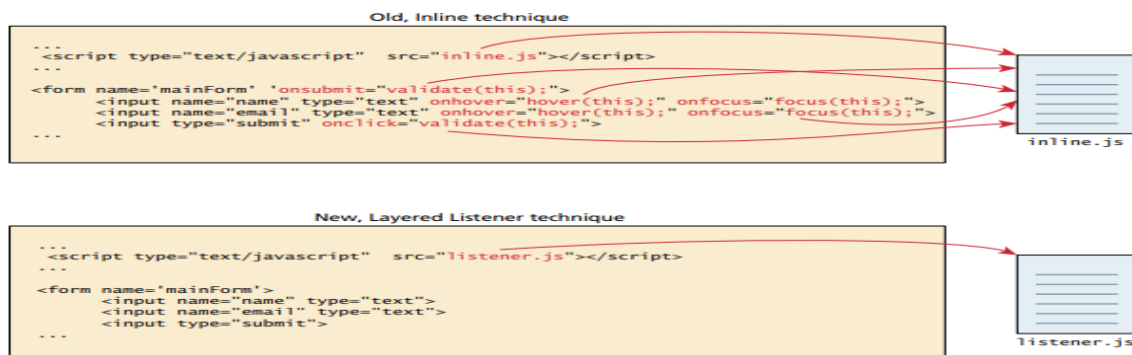 Old, Inline technique
...
<script type="text/javascript" src="inline.js"></script>
...
<form name='mainForm' 'onsubmit="validate(this);">
<input name="name" type="text" onhover="hover(this);" onfocus="focus(this);">
<input name="email" type="text" onhover="hover(this);" onfocus="focus(this);">
<input type="submit" onclick="validate(this);">
...
inline.js
New, Layered Listener technique
...
<script type="text/javascript" src="listener.js"></script>
...
<form name='mainForm'>
<input name="name" type="text">
<input name="email" type="text">
<input type="submit">
...
listener.js